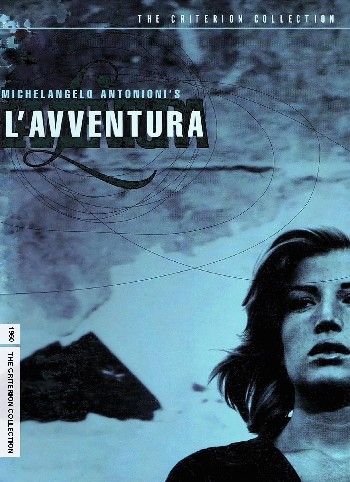 THE CRITERION COLLECTION
MICHELANGELO ANTONIONI'S
L'AVVENTURA
1960 THE CRITERION COLLECTION